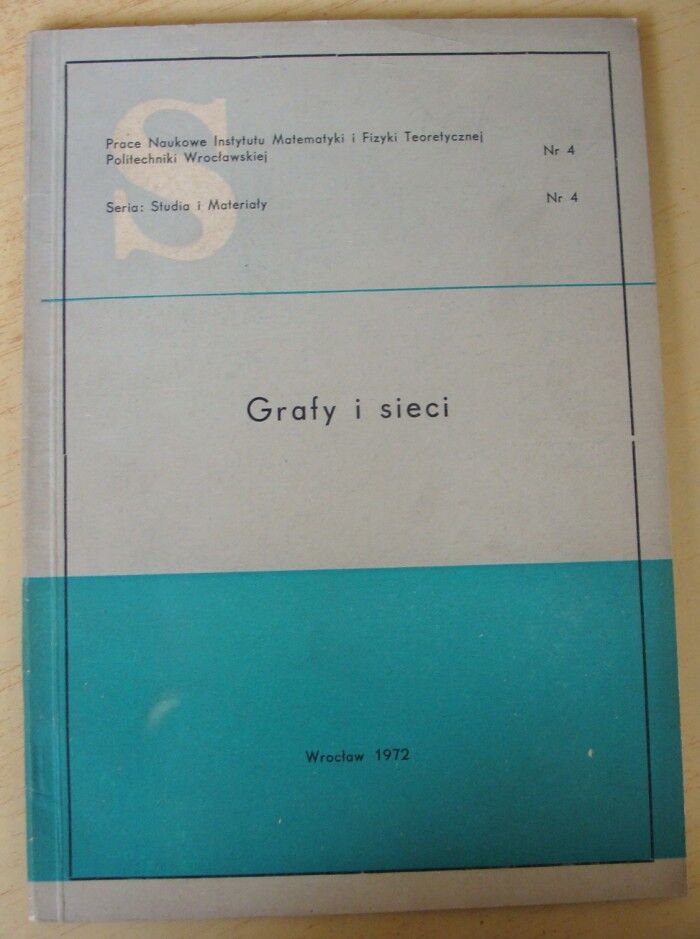 S
Prace Naukowe Instytutu Matematyki i Fizyki Teoretycznej
Politechniki Wrocławskiej
Nr 4
Seria: Studia i Materiały
Nr 4
Grafy i sieci
Wrocław 1972